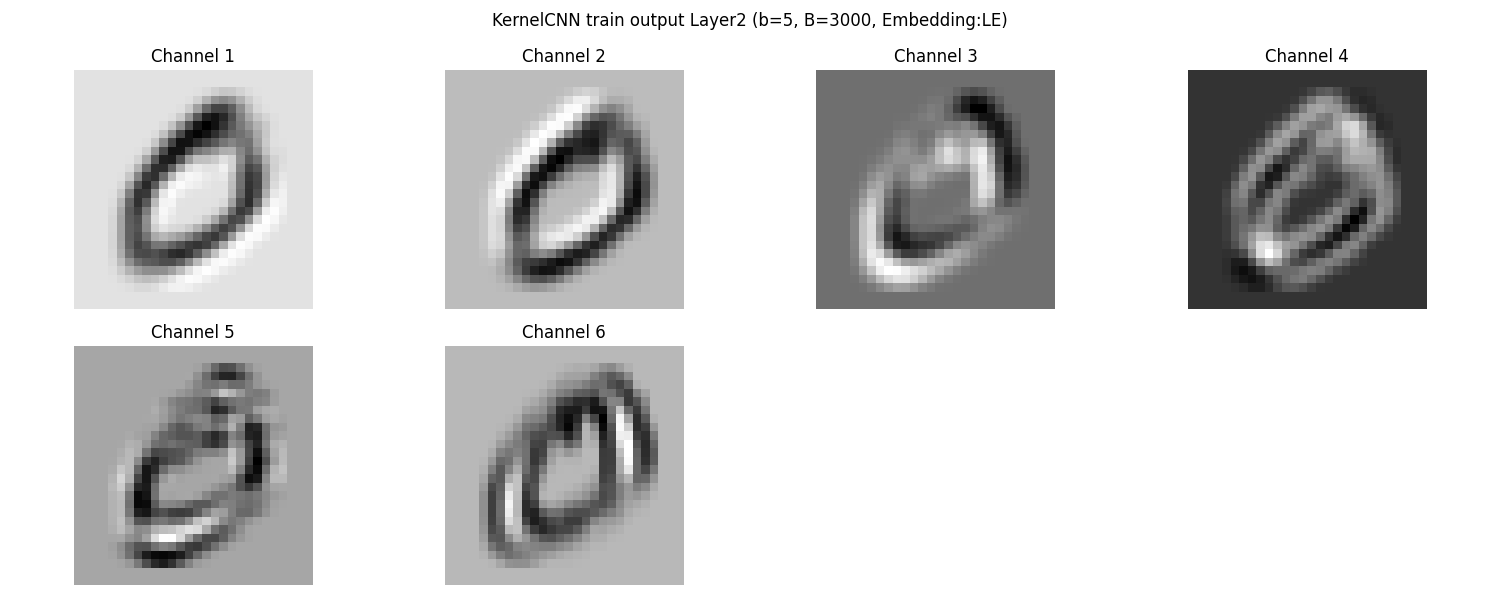 KernelCNN train output Layer2 (b=5, B=3000, Embedding:LE)
Channel 1
Channel 2
Channel 3
Channel 4
Channel 5
Channel 6